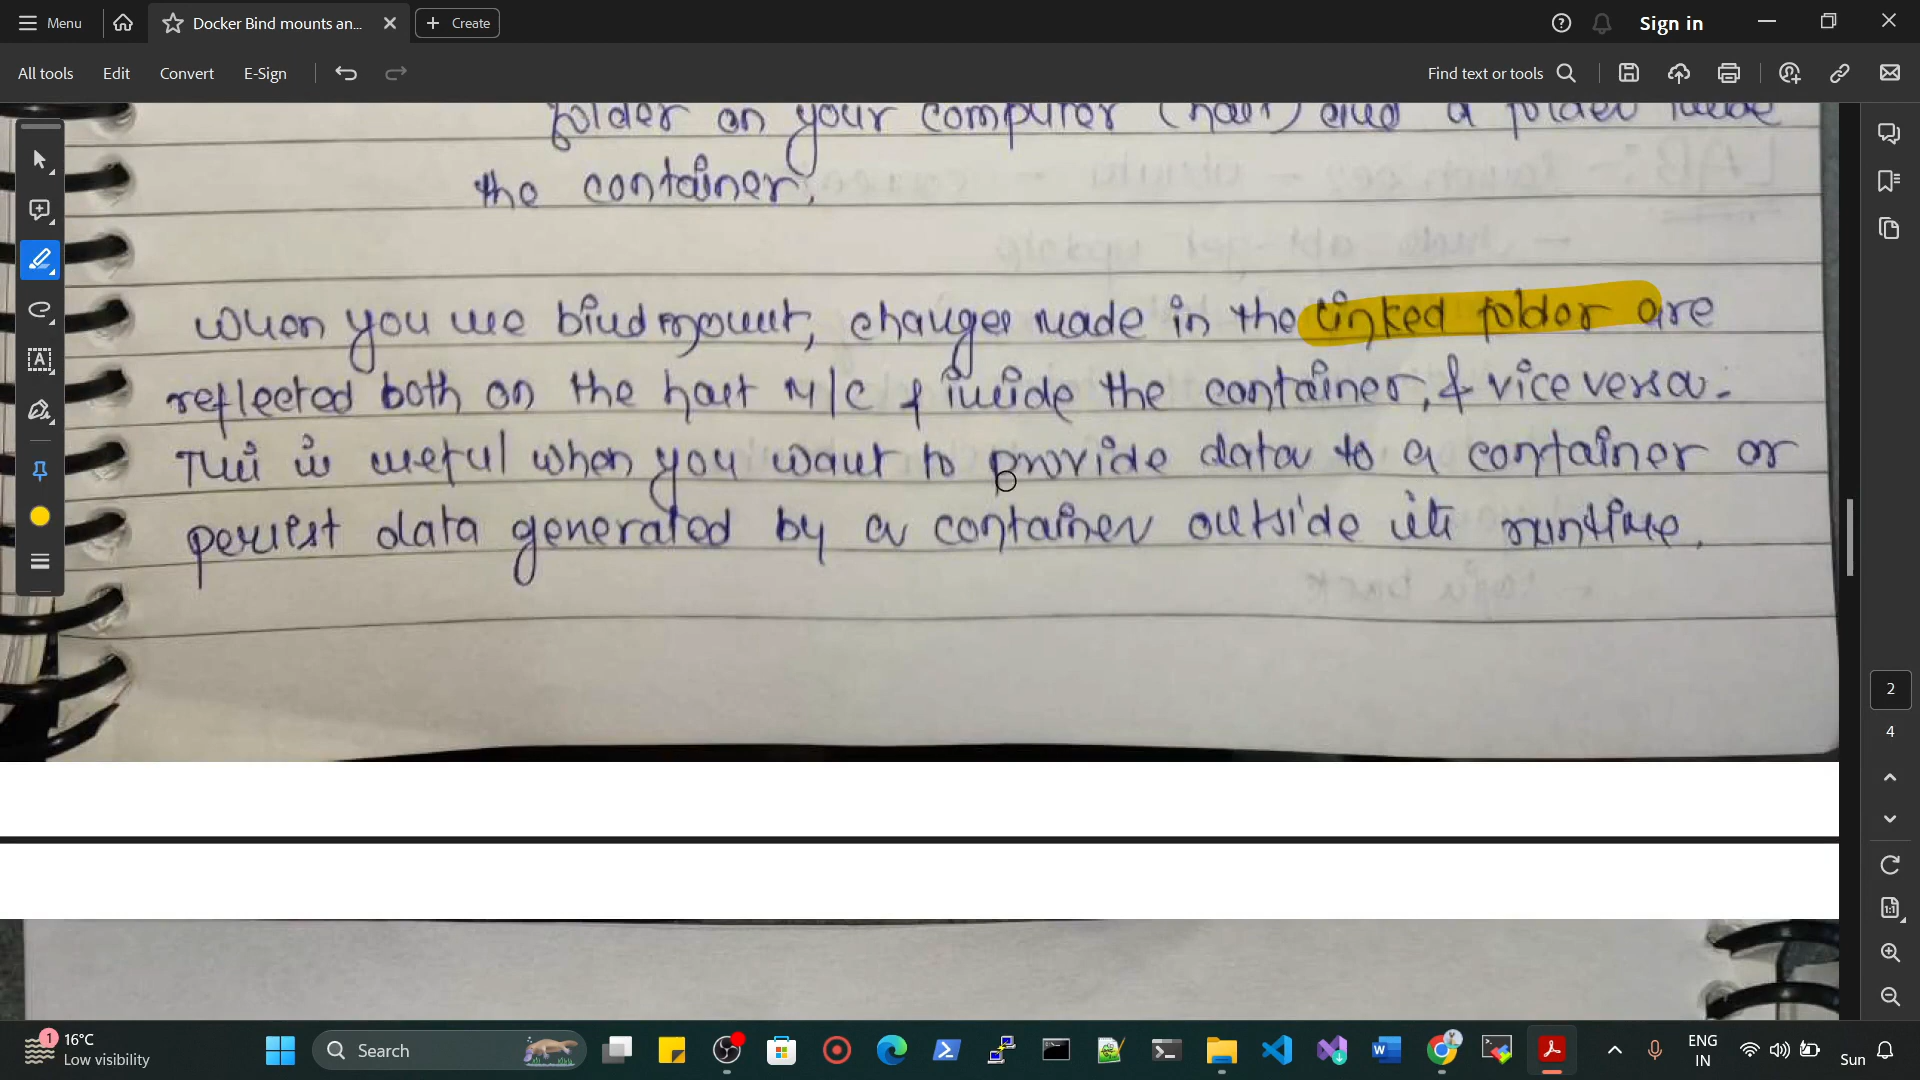 Menu
Docker Bind mounts an...
Create
Sign in
All tools
Edit
Convert
E-Sign
Find text or tools
folder on your computer (host) and a folder inside
the container.
When you use bind mount, changes made in the linked folder are
reflected both on the host M/C & inside the container, & vice versa.
This is useful when you want to provide data to a container or
persist data generated by a container outside its runtime.
2
4
1:1
1
16°C
Low visibility
Search
ENG
IN
Sun